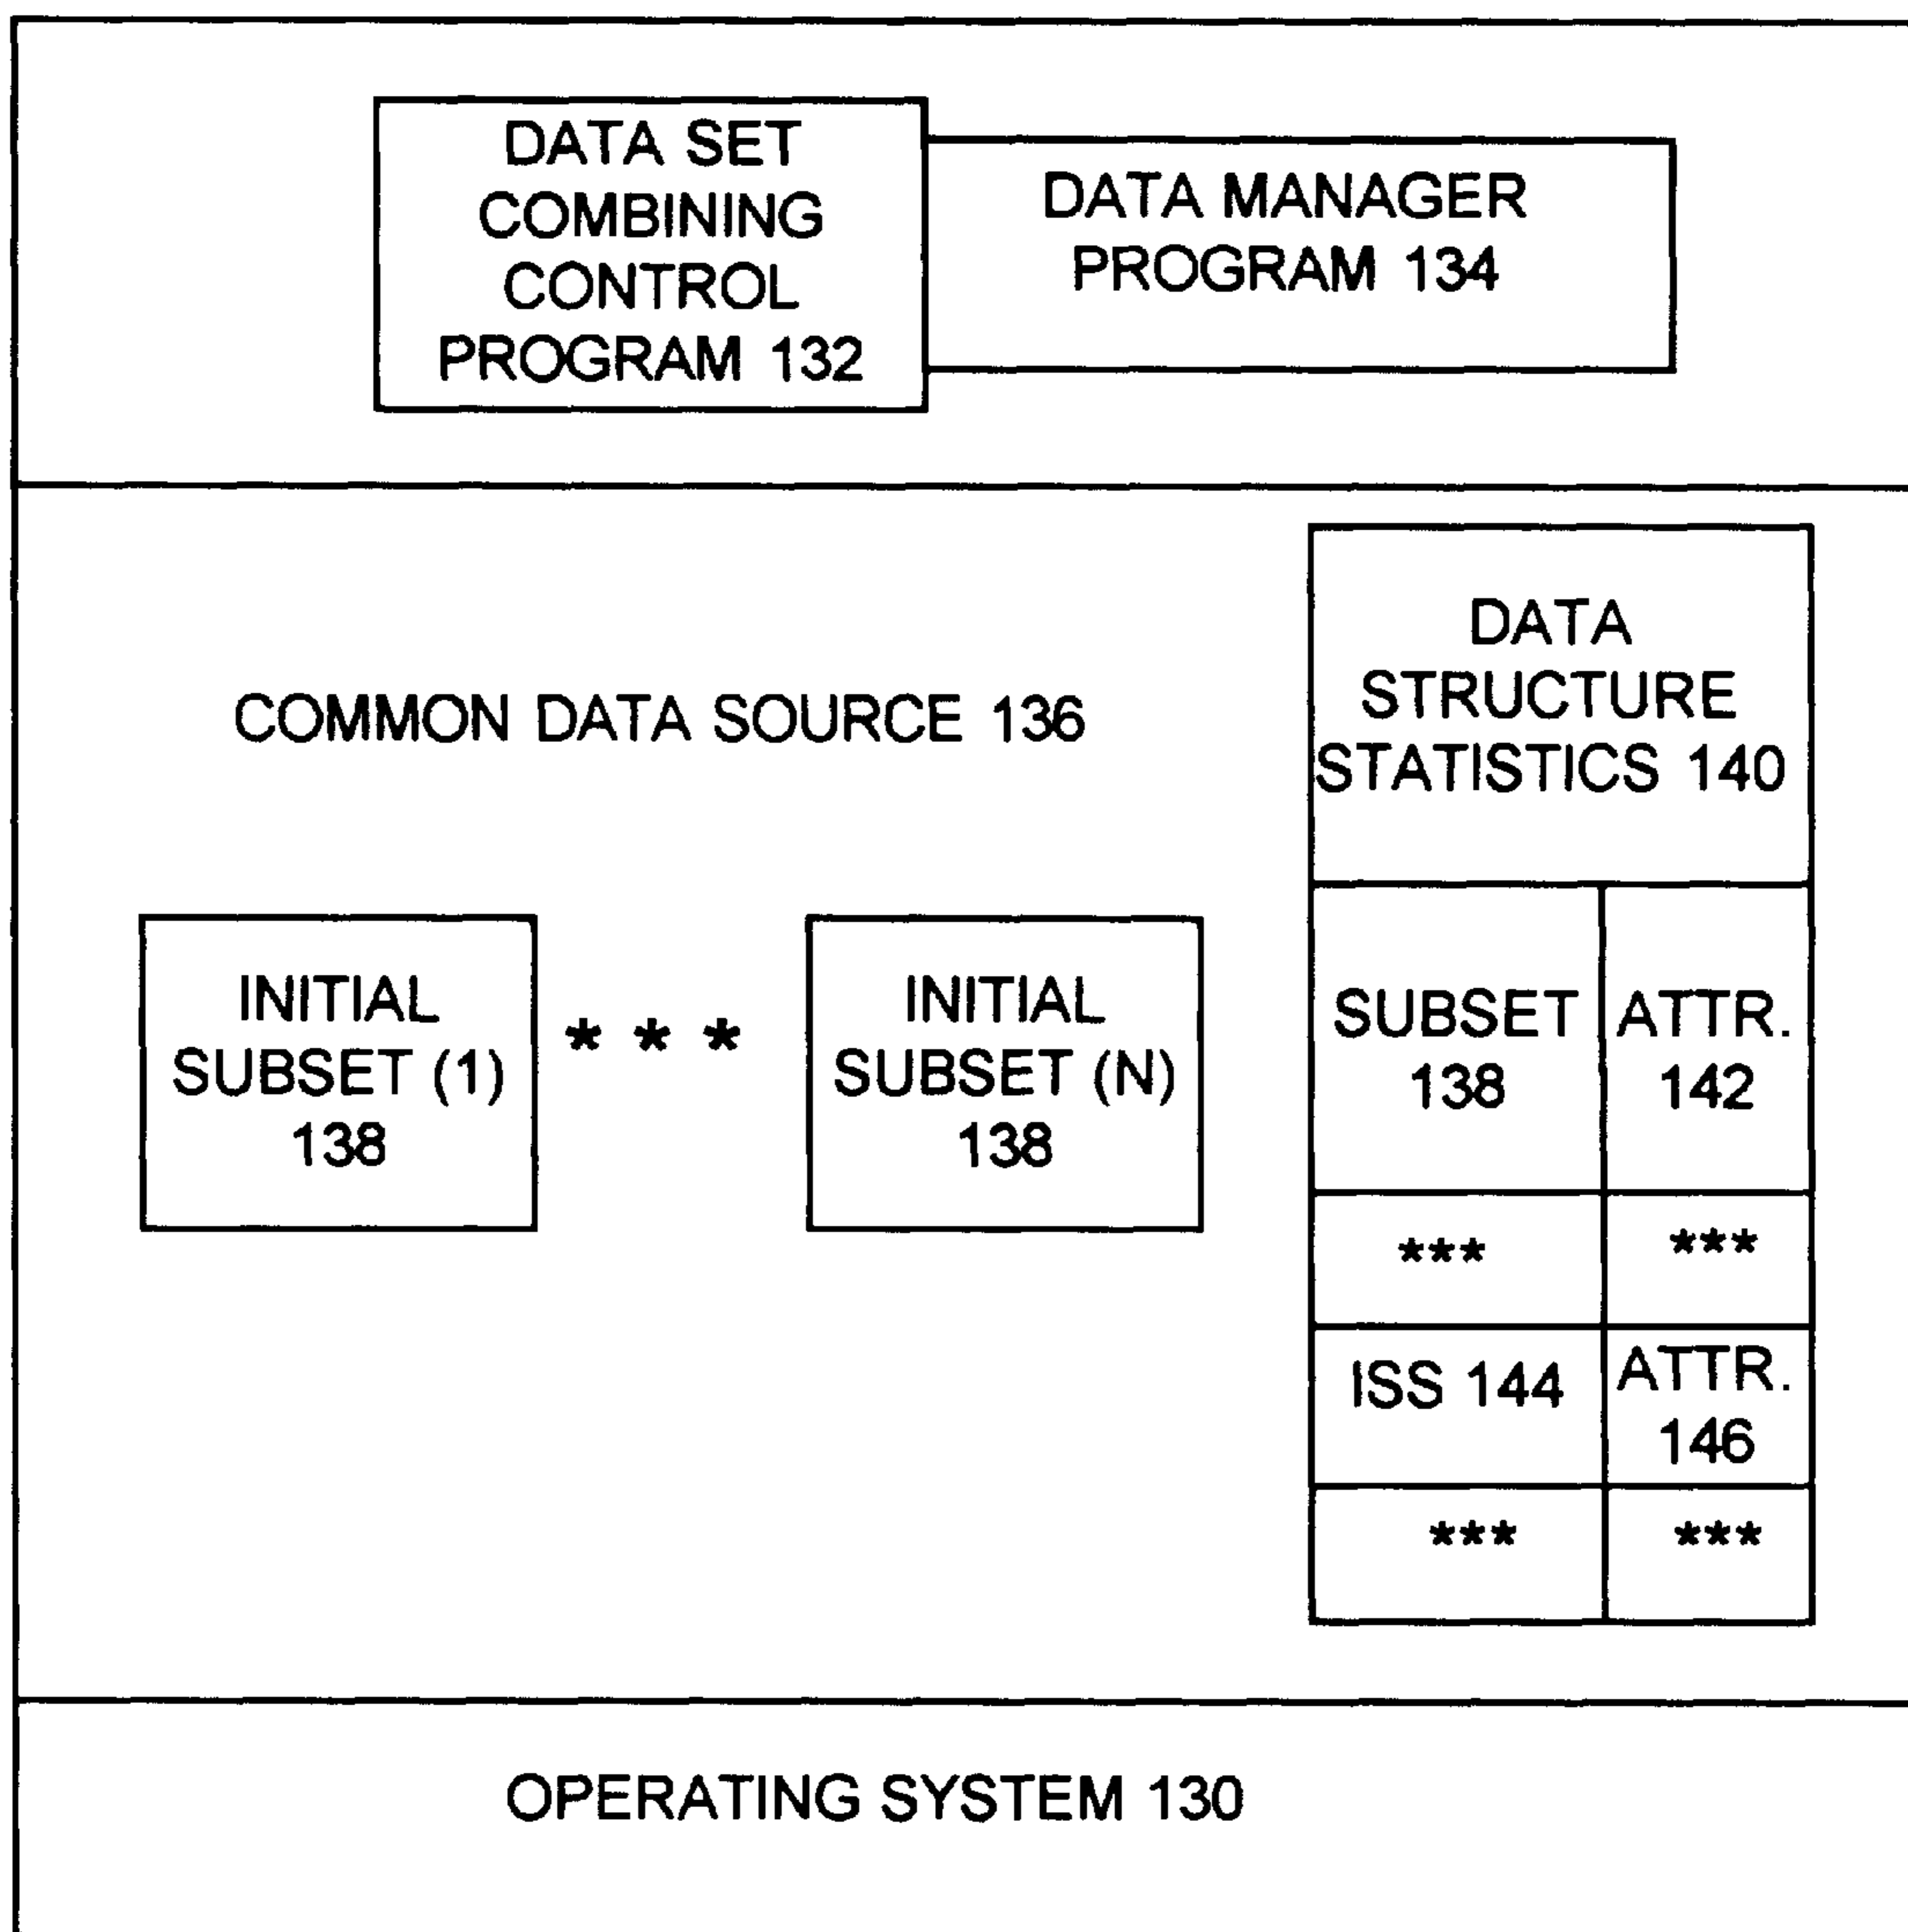 DATA SET
COMBINING
CONTROL
PROGRAM 132
DATA MANAGER
PROGRAM 134
COMMON DATA SOURCE 136
DATA
STRUCTURE
STATISTICS 140
INITIAL
SUBSET (1)
138
* * *
INITIAL
SUBSET (N)
138
SUBSET
138
ATTR.
142
***
***
ISS 144
ATTR.
146
***
***
OPERATING SYSTEM 130